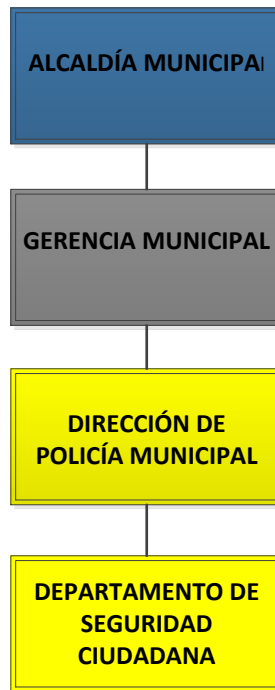 ALCALDÍA MUNICIPAl
GERENCIA MUNICIPAL
DIRECCIÓN DE
POLICÍA MUNICIPAL
DEPARTAMENTO DE
SEGURIDAD
CIUDADANA